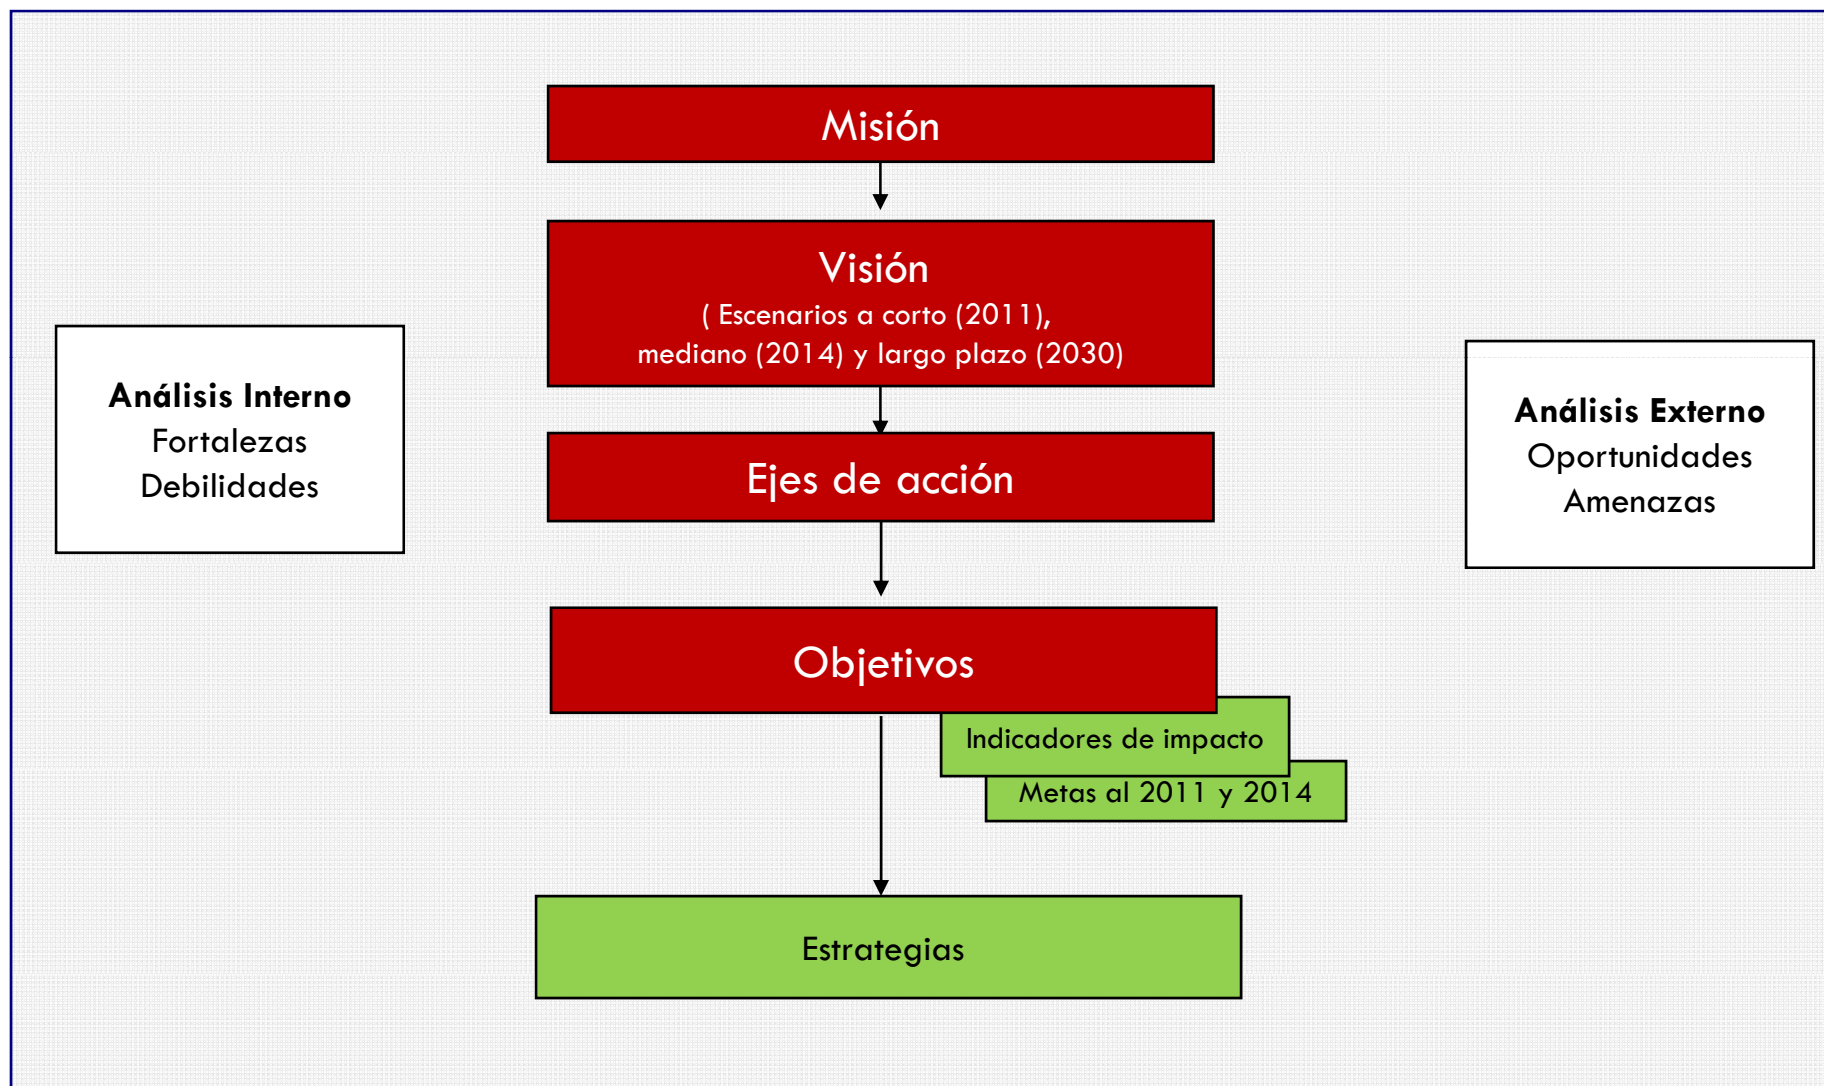 Misión
Visión
( Escenarios a corto (2011),
mediano (2014) y largo plazo (2030)
Análisis Interno
Fortalezas
Debilidades
Análisis Externo
Oportunidades
Amenazas
Ejes de acción
Objetivos
Indicadores de impacto
Metas al 2011 y 2014
Estrategias